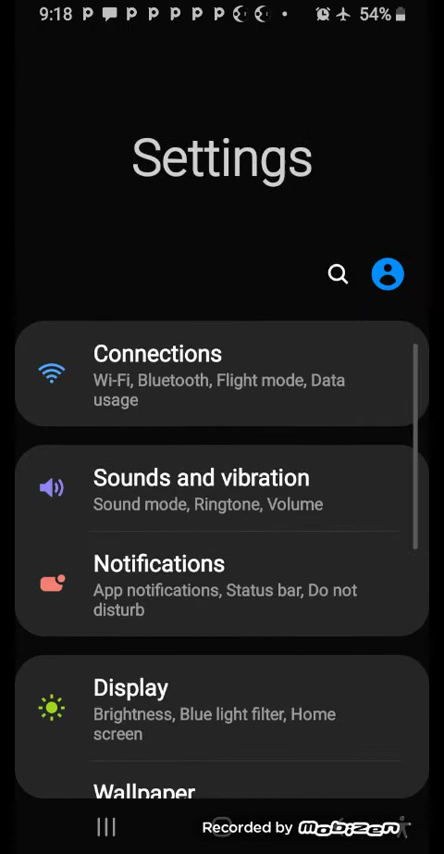 9:18 54%
Settings
Connections
Wi-Fi, Bluetooth, Flight mode, Data
usage
Sounds and vibration
Sound mode, Ringtone, Volume
Notifications
App notifications, Status bar, Do not
disturb
Display
Brightness, Blue light filter, Home
screen
Wallpaper
Recorded by MOBIZEN